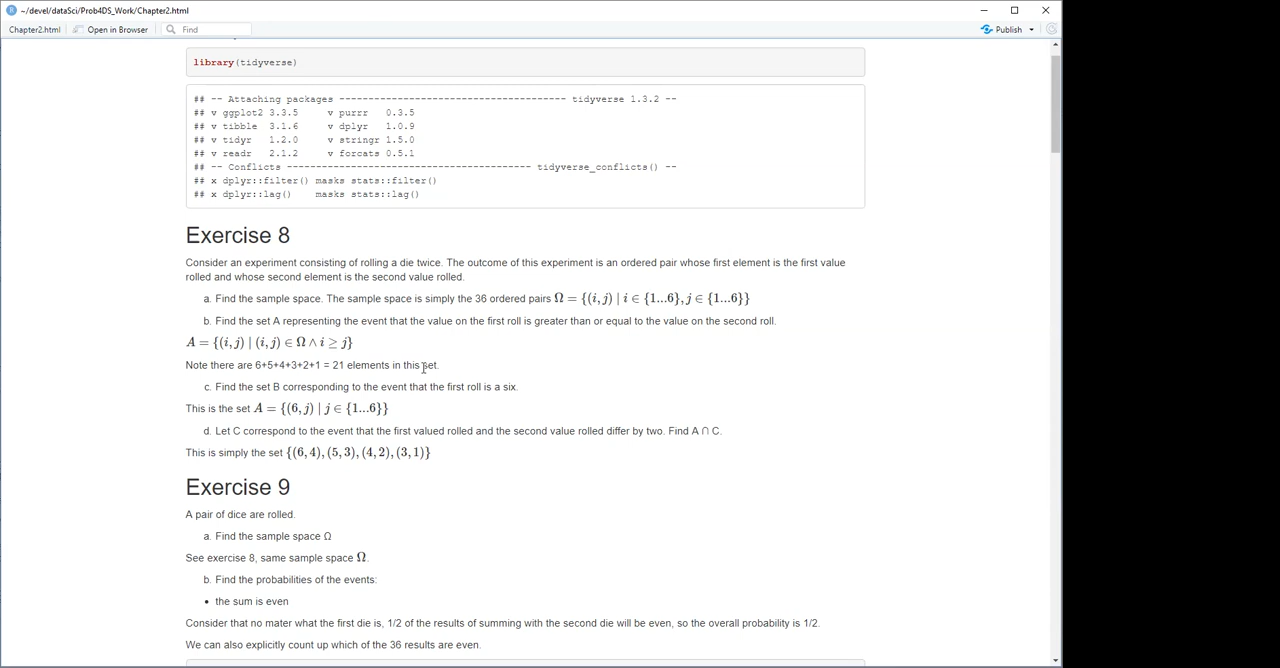 ~/devel/dataSci/Prob4DS_Work/Chapter2.html
Chapter2.html Open in Browser Find Publish
library(tidyverse)
## -- Attaching packages --------------------------------------- tidyverse 1.3.2 --
## v ggplot2 3.3.5     v purrr   0.3.5
## v tibble  3.1.6     v dplyr   1.0.9
## v tidyr   1.2.0     v stringr 1.5.0
## v readr   2.1.2     v forcats 0.5.1
## -- Conflicts ------------------------------------------ tidyverse_conflicts() --
## x dplyr::filter() masks stats::filter()
## x dplyr::lag()    masks stats::lag()
Exercise 8
Consider an experiment consisting of rolling a die twice. The outcome of this experiment is an ordered pair whose first element is the first value
rolled and whose second element is the second value rolled.
a. Find the sample space. The sample space is simply the 36 ordered pairs Ω = {(i, j) | i ∈ {1...6}, j ∈ {1...6}}
b. Find the set A representing the event that the value on the first roll is greater than or equal to the value on the second roll.
A = {(i, j) | (i, j) ∈ Ω ∧ i ≥ j}
Note there are 6+5+4+3+2+1 = 21 elements in this set.
c. Find the set B corresponding to the event that the first roll is a six.
This is the set A = {(6, j) | j ∈ {1...6}}
d. Let C correspond to the event that the first valued rolled and the second value rolled differ by two. Find A ∩ C.
This is simply the set {(6, 4), (5, 3), (4, 2), (3, 1)}
Exercise 9
A pair of dice are rolled.
a. Find the sample space Ω
See exercise 8, same sample space Ω.
b. Find the probabilities of the events:
• the sum is even
Consider that no mater what the first die is, 1/2 of the results of summing with the second die will be even, so the overall probability is 1/2.
We can also explicitly count up which of the 36 results are even.